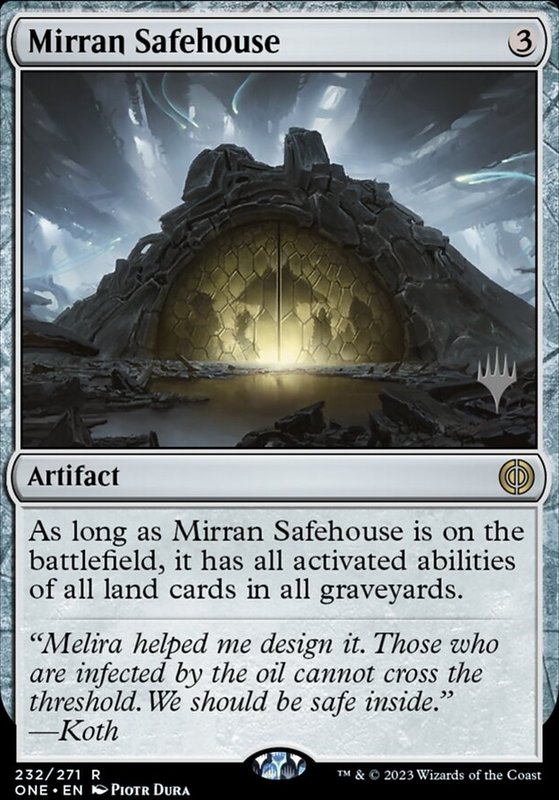 Mirran Safehouse 3
Artifact
As long as Mirran Safehouse is on the
battlefield, it has all activated abilities
of all land cards in all graveyards.
“Melira helped me design it. Those who
are infected by the oil cannot cross the
threshold. We should be safe inside.”
—Koth
232/271 R
ONE • EN Piotr Dura
™ & © 2023 Wizards of the Coast